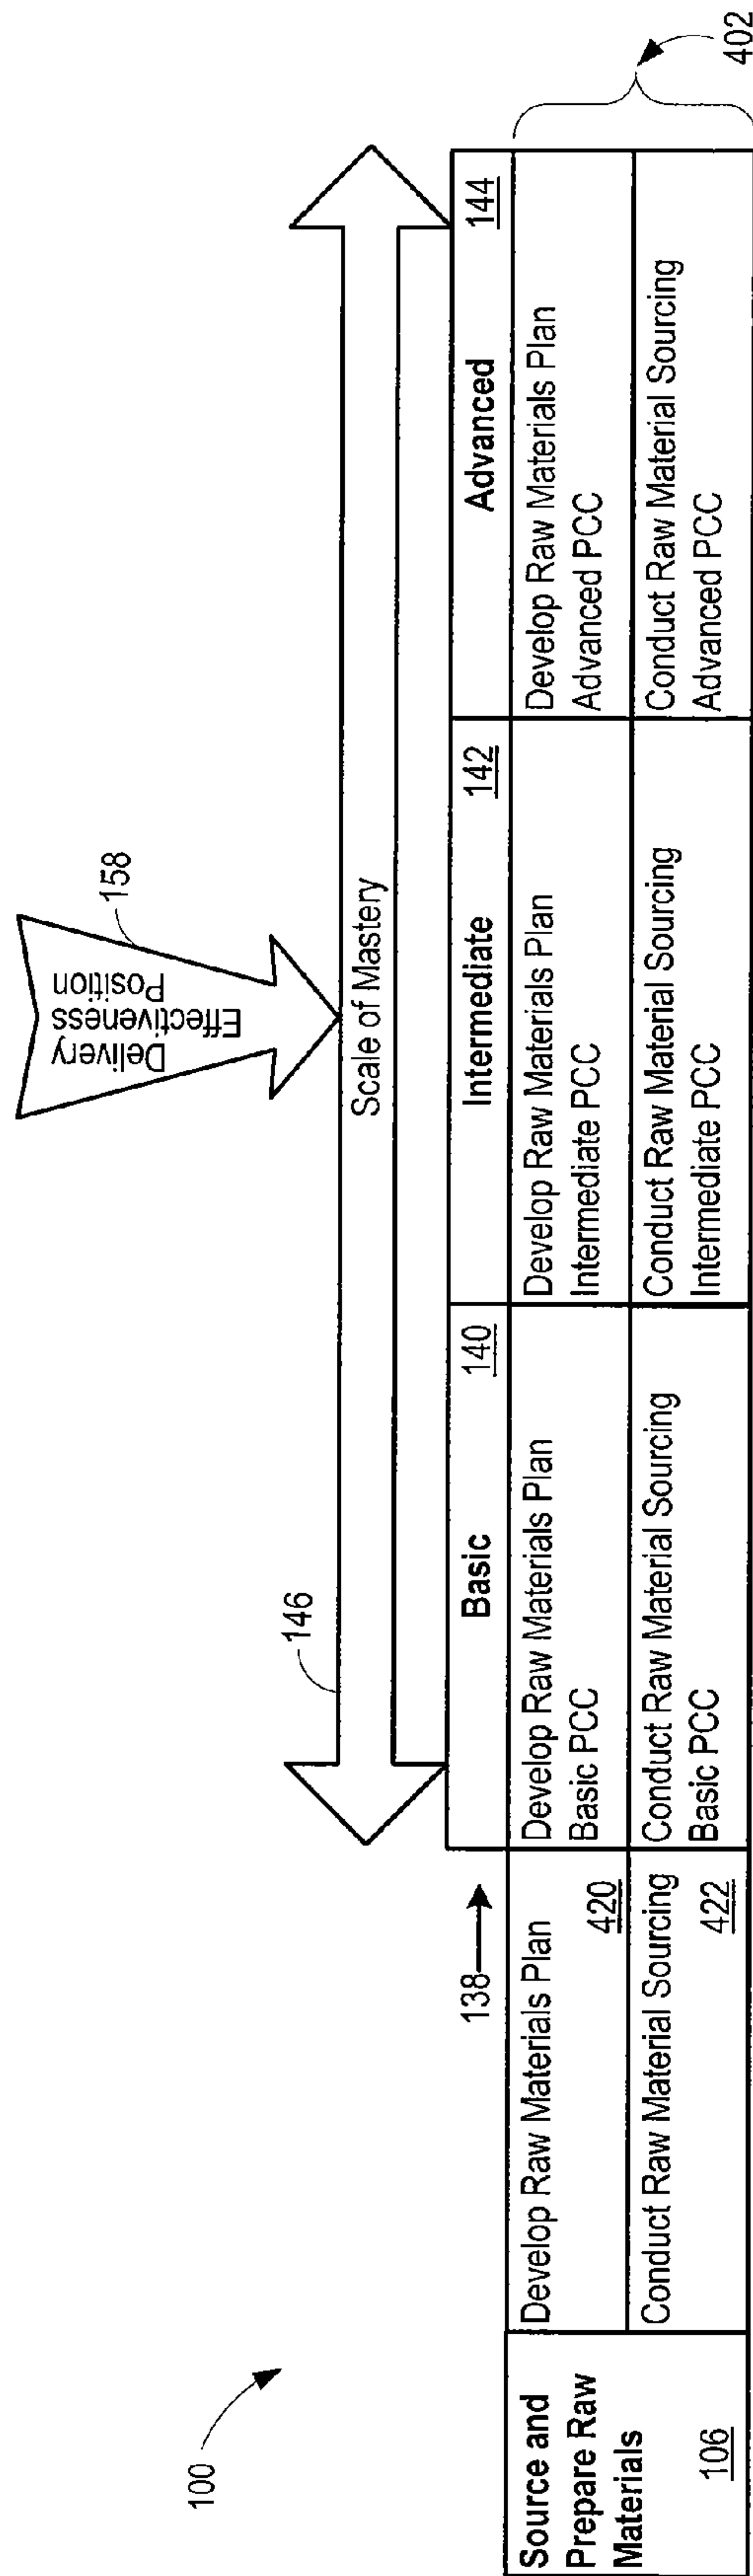 100
158
Delivery
Effectiveness
Position
146
Scale of Mastery
138
Basic 140
Intermediate 142
Advanced 144
402
Source and
Prepare Raw
Materials
106
Develop Raw Materials Plan
420
Develop Raw Materials Plan
Basic PCC
Develop Raw Materials Plan
Intermediate PCC
Develop Raw Materials Plan
Advanced PCC
Conduct Raw Material Sourcing
422
Conduct Raw Material Sourcing
Basic PCC
Conduct Raw Material Sourcing
Intermediate PCC
Conduct Raw Material Sourcing
Advanced PCC